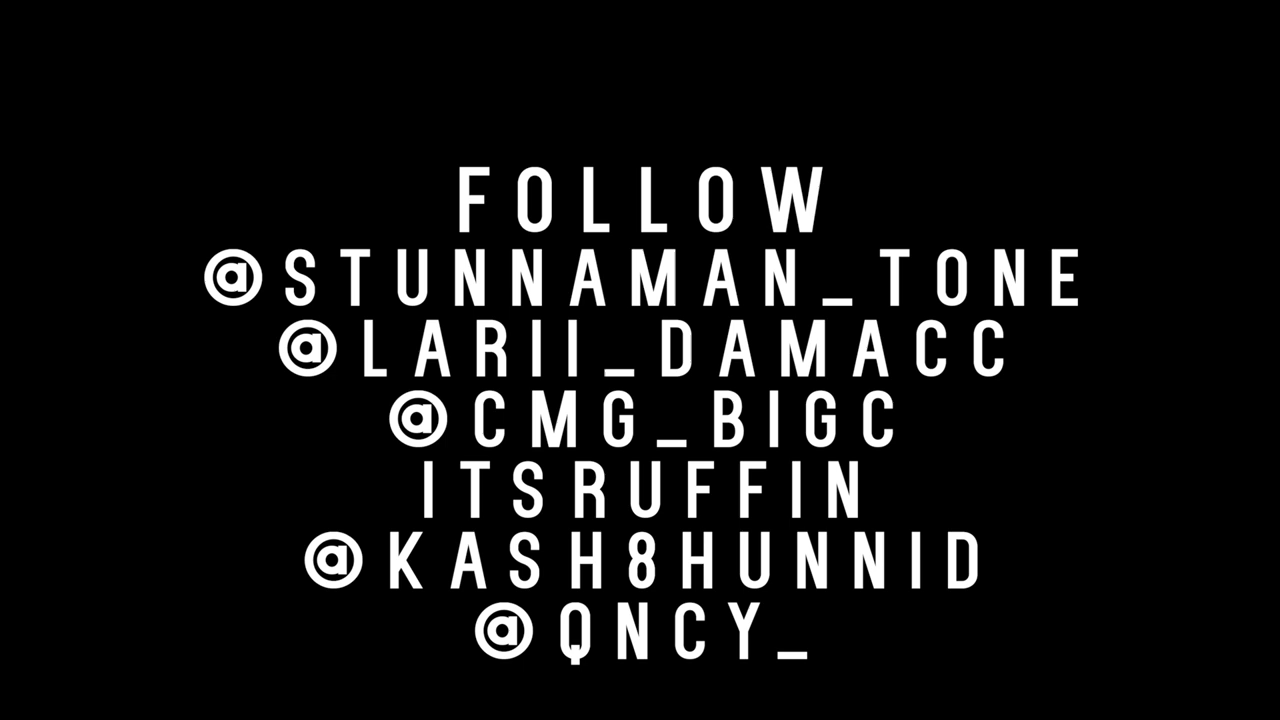 FOLLOW
@STUNNAMAN_TONE
@LARII_DAMACC
@CMG_BIGC
ITSRUFFIN
@KASH8HUNNID
@QNCY_